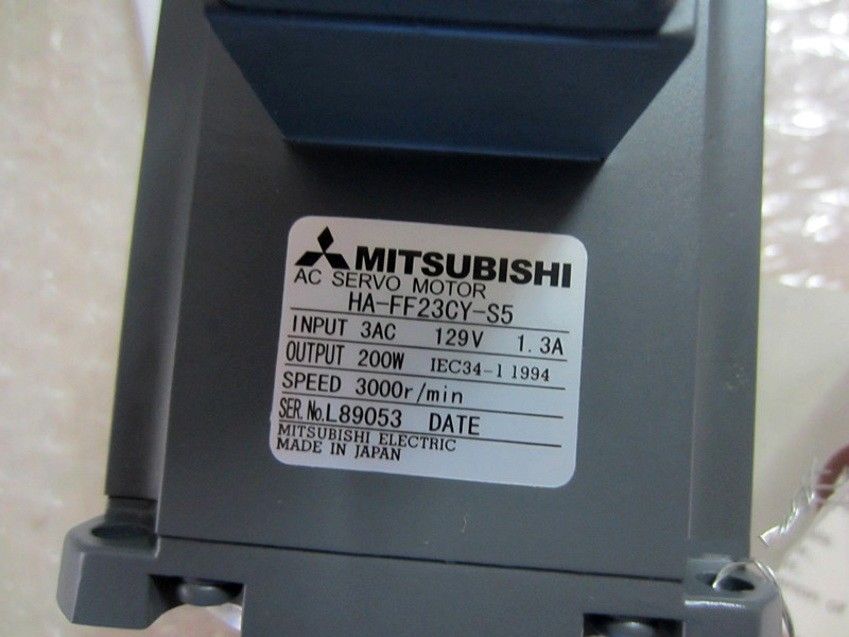 MITSUBISHI
AC SERVO MOTOR
HA-FF23CY-S5
INPUT 3AC 129V 1.3A
OUTPUT 200W IEC34-1 1994
SPEED 3000r/min
SER.No.L89053 DATE
MITSUBISHI ELECTRIC
MADE IN JAPAN